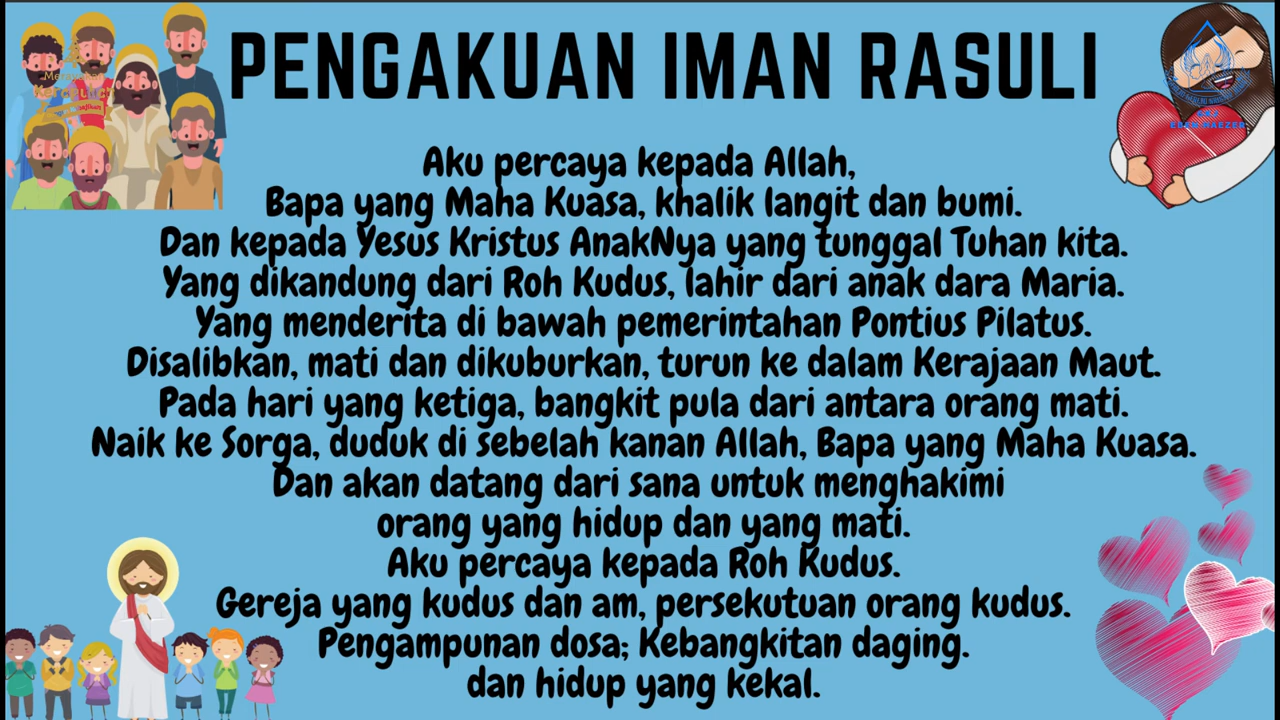 PENGAKUAN IMAN RASULI
Aku percaya kepada Allah,
Bapa yang Maha Kuasa, khalik langit dan bumi.
Dan kepada Yesus Kristus AnakNya yang tunggal Tuhan kita.
Yang dikandung dari Roh Kudus, lahir dari anak dara Maria.
Yang menderita di bawah pemerintahan Pontius Pilatus.
Disalibkan, mati dan dikuburkan, turun ke dalam Kerajaan Maut.
Pada hari yang ketiga, bangkit pula dari antara orang mati.
Naik ke Sorga, duduk di sebelah kanan Allah, Bapa yang Maha Kuasa.
Dan akan datang dari sana untuk menghakimi
orang yang hidup dan yang mati.
Aku percaya kepada Roh Kudus.
Gereja yang kudus dan am, persekutuan orang kudus.
Pengampunan dosa; Kebangkitan daging.
dan hidup yang kekal.
GKJ
EBEN HAEZER